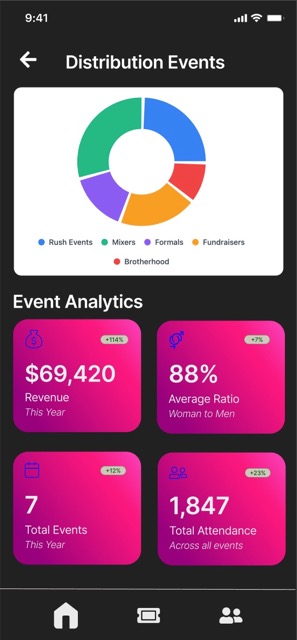 9:41
Distribution Events
Rush Events Mixers Formals Fundraisers
Brotherhood
Event Analytics
+114%
$69,420
Revenue
This Year
+7%
88%
Average Ratio
Woman to Men
+12%
7
Total Events
This Year
+23%
1,847
Total Attendance
Across all events